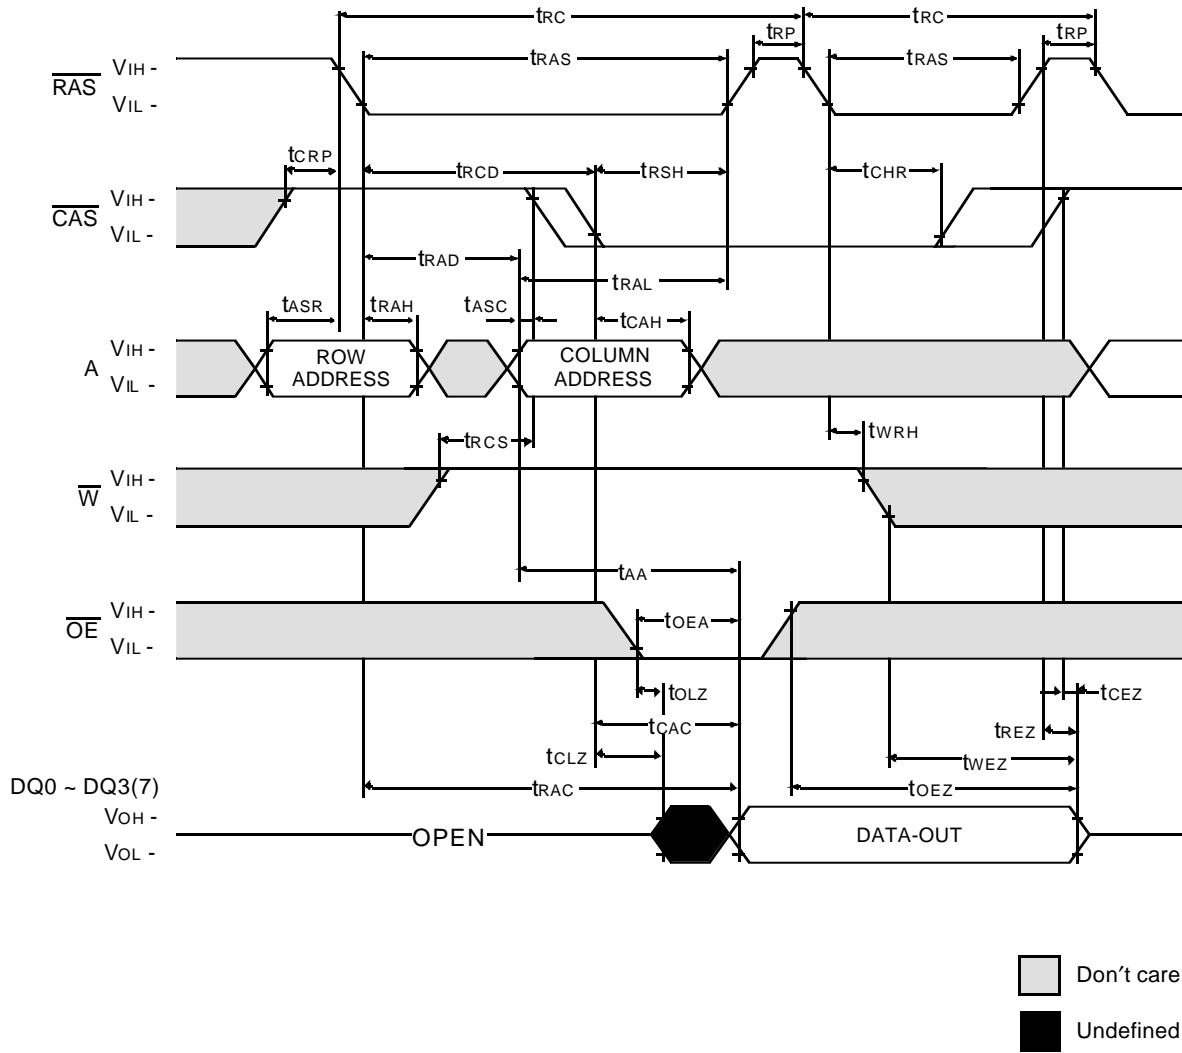 tRC tRC
tRP tRP
tRAS tRAS
RAS VIH -
VIL -
tCRP tRCD tRSH tCHR
CAS VIH -
VIL -
tRAD
tRAL
tASR tRAH tASC tCAH
A VIH -
VIL -
ROW ADDRESS
COLUMN ADDRESS
tRCS tWRH
W VIH -
VIL -
tAA
OE VIH -
VIL -
tOEA
tOLZ tCEZ
tCAC tREZ
tCLZ tWEZ
DQ0 ~ DQ3(7) tRAC tOEZ
VOH -
VOL -
OPEN DATA-OUT
Don't care
Undefined